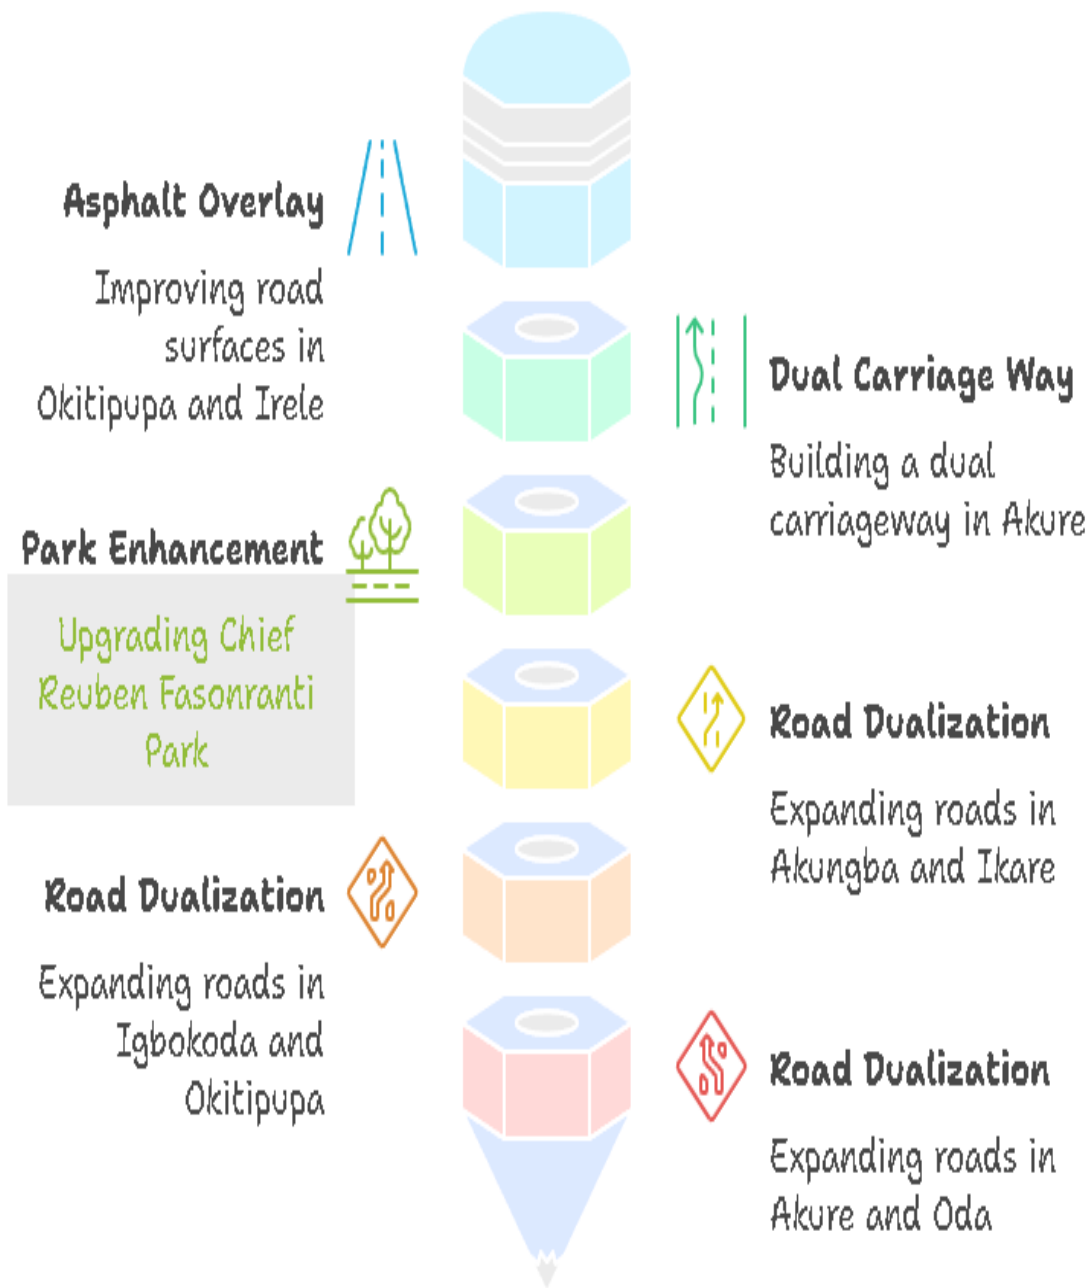 Asphalt Overlay
Improving road
surfaces in
Okitipupa and Irele
Dual Carriage Way
Building a dual
carriageway in Akure
Park Enhancement
Upgrading Chief
Reuben Fasonranti
Park
Road Dualization
Expanding roads in
Akungba and Ikare
Road Dualization
Expanding roads in
Igbokoda and
Okitipupa
Road Dualization
Expanding roads in
Akure and Oda